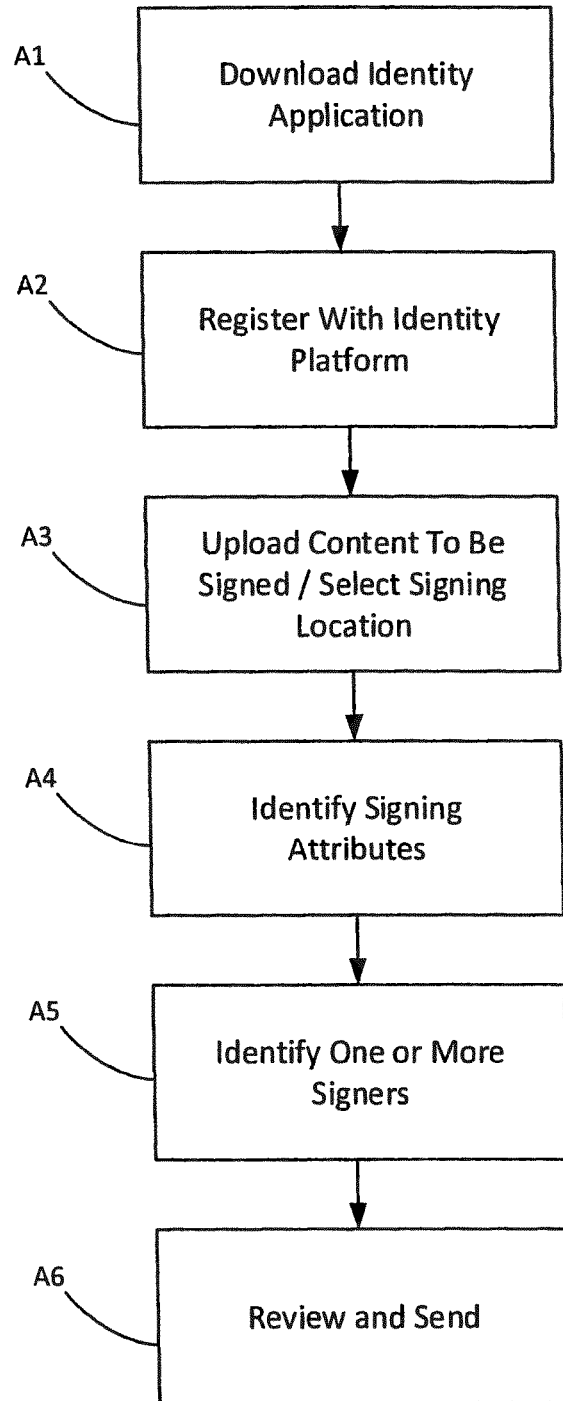 A1
Download Identity
Application
A2
Register With Identity
Platform
A3
Upload Content To Be
Signed / Select Signing
Location
A4
Identify Signing
Attributes
A5
Identify One or More
Signers
A6
Review and Send